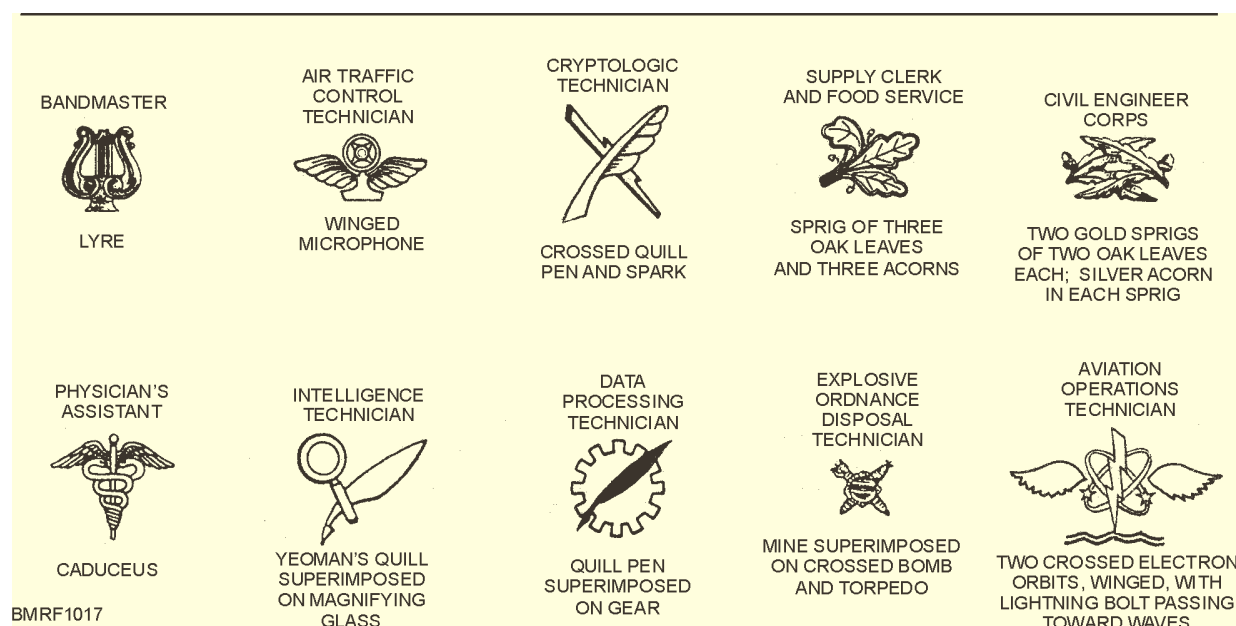 BANDMASTER
LYRE
AIR TRAFFIC
CONTROL
TECHNICIAN
WINGED
MICROPHONE
CRYPTOLOGIC
TECHNICIAN
CROSSED QUILL
PEN AND SPARK
SUPPLY CLERK
AND FOOD SERVICE
SPRIG OF THREE
OAK LEAVES
AND THREE ACORNS
CIVIL ENGINEER
CORPS
TWO GOLD SPRIGS
OF TWO OAK LEAVES
EACH; SILVER ACORN
IN EACH SPRIG
PHYSICIAN'S
ASSISTANT
CADUCEUS
INTELLIGENCE
TECHNICIAN
YEOMAN'S QUILL
SUPERIMPOSED
ON MAGNIFYING
GLASS
DATA
PROCESSING
TECHNICIAN
QUILL PEN
SUPERIMPOSED
ON GEAR
EXPLOSIVE
ORDNANCE
DISPOSAL
TECHNICIAN
MINE SUPERIMPOSED
ON CROSSED BOMB
AND TORPEDO
AVIATION
OPERATIONS
TECHNICIAN
TWO CROSSED ELECTRON
ORBITS, WINGED, WITH
LIGHTNING BOLT PASSING
TOWARD WAVES
BMRF1017